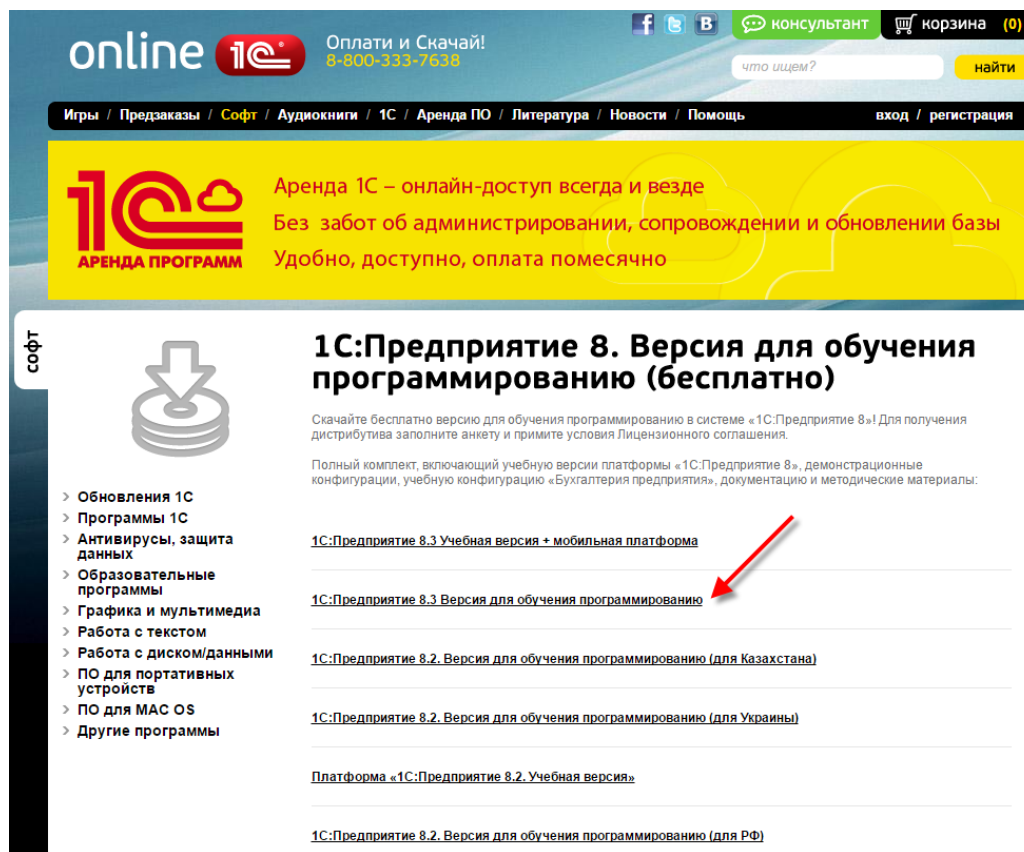 online 1С
Оплати и Скачай!
8-800-333-7638
f
B
консультант
корзина (0)
что ищем?
найти
Игры / Предзаказы / Софт / Аудиокниги / 1С / Аренда ПО / Литература / Новости / Помощь
вход / регистрация
1С
АРЕНДА ПРОГРАММ
Аренда 1С – онлайн-доступ всегда и везде
Без забот об администрировании, сопровождении и обновлении базы
Удобно, доступно, оплата помесячно
софт
1С:Предприятие 8. Версия для обучения
программированию (бесплатно)
Скачайте бесплатно версию для обучения программированию в системе «1С:Предприятие 8»! Для получения
дистрибутива заполните анкету и примите условия Лицензионного соглашения.
Полный комплект, включающий учебную версии платформы «1С:Предприятие 8», демонстрационные
конфигурации, учебную конфигурацию «Бухгалтерия предприятия», документацию и методические материалы:
Обновления 1С
Программы 1С
Антивирусы, защита
данных
Образовательные
программы
Графика и мультимедиа
Работа с текстом
Работа с диском/данными
ПО для портативных
устройств
ПО для MAC OS
Другие программы
1С:Предприятие 8.3 Учебная версия + мобильная платформа
1С:Предприятие 8.3 Версия для обучения программированию
1С:Предприятие 8.2. Версия для обучения программированию (для Казахстана)
1С:Предприятие 8.2. Версия для обучения программированию (для Украины)
Платформа «1С:Предприятие 8.2. Учебная версия»
1С:Предприятие 8.2. Версия для обучения программированию (для РФ)